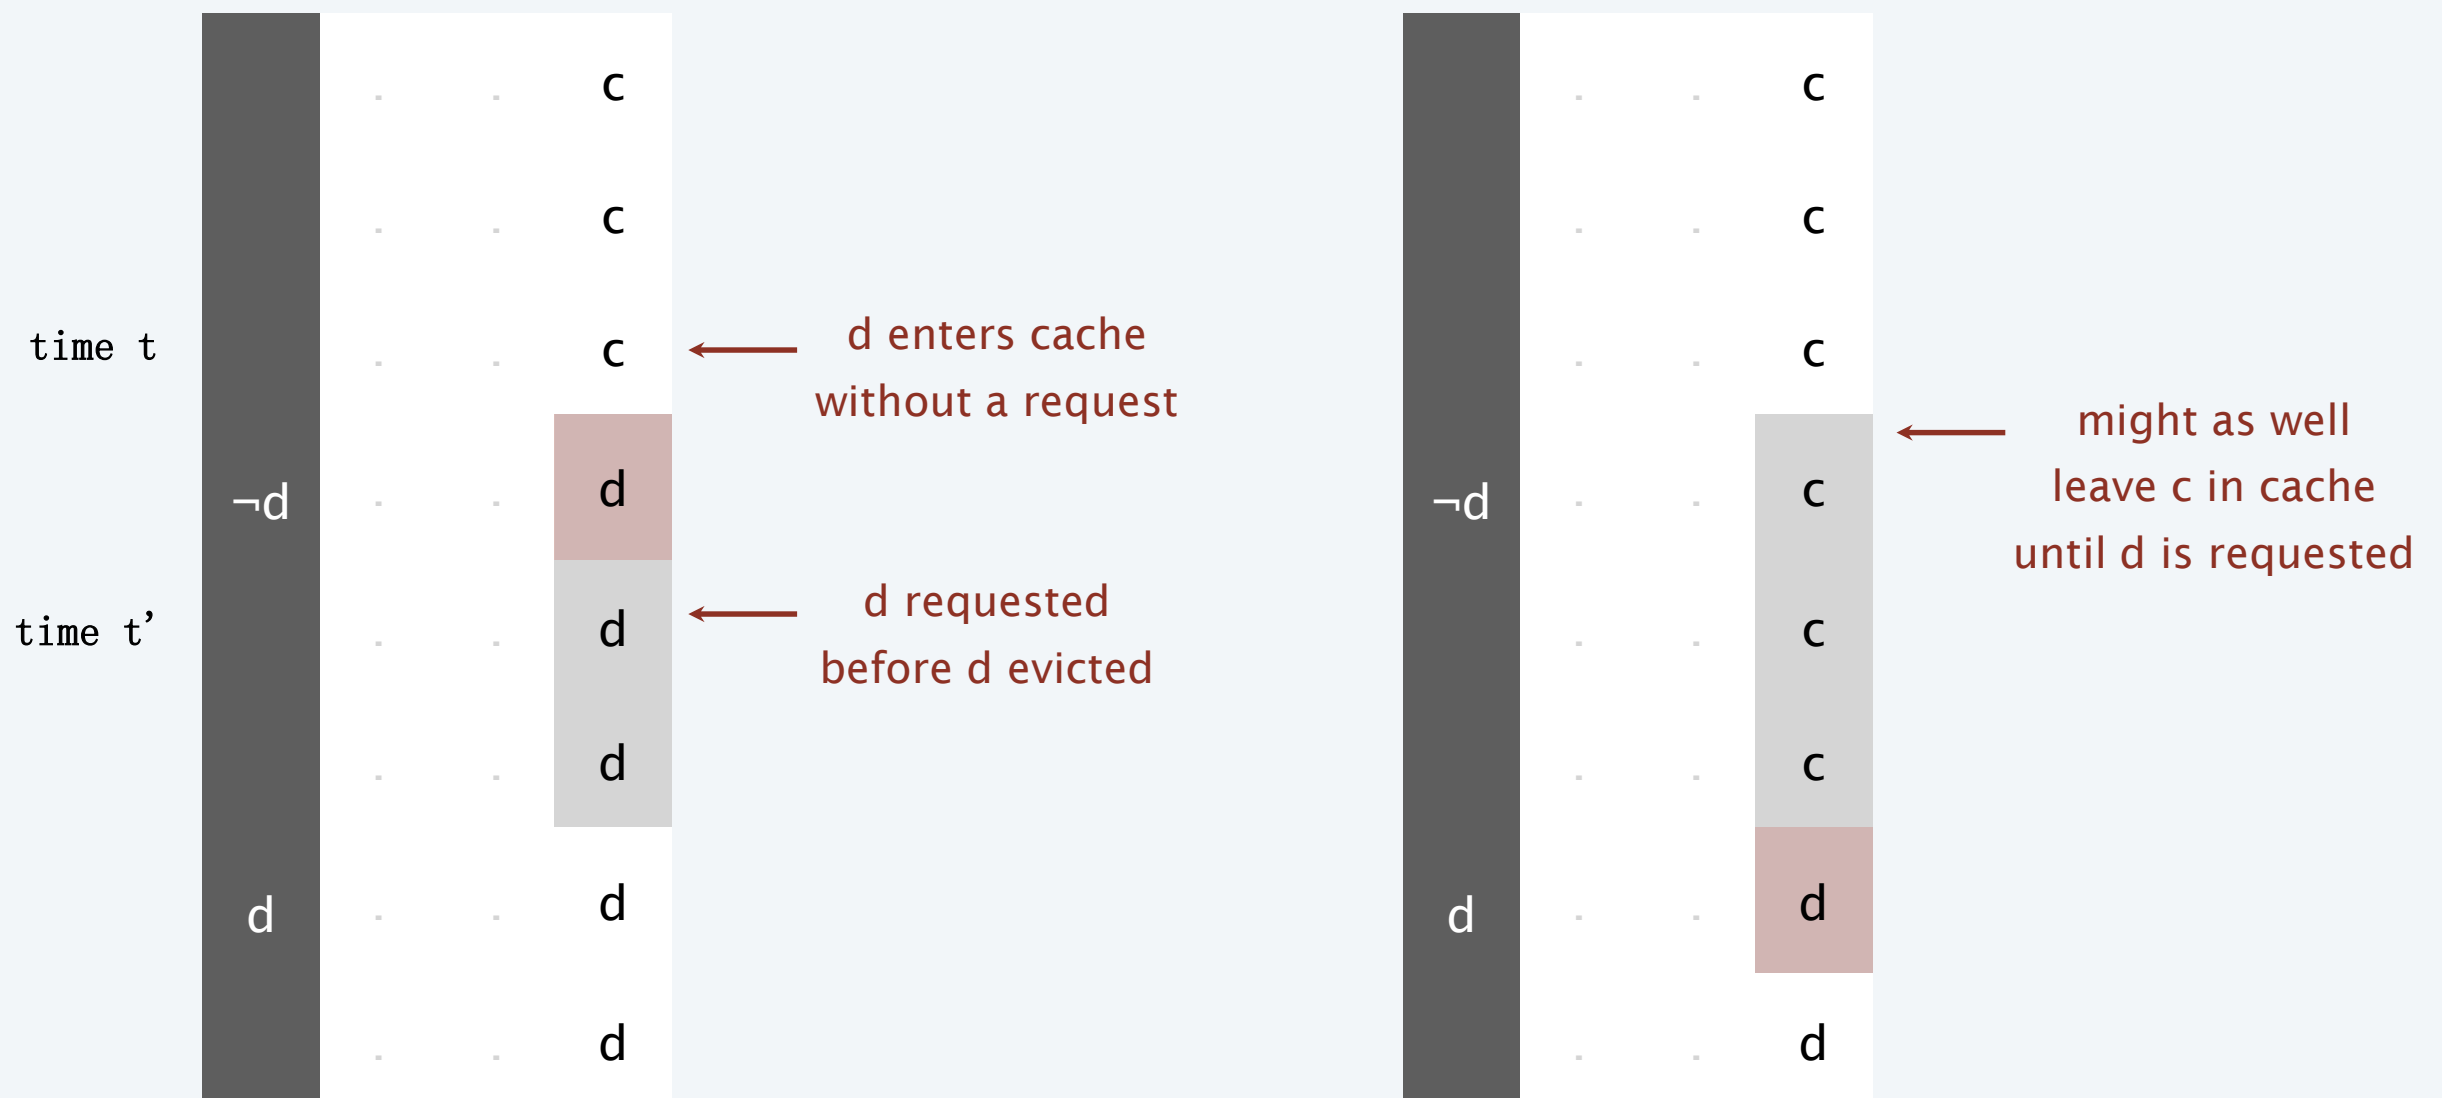 . . c . . c
. . c . . c
time t . . c d enters cache . . c
without a request might as well
¬d . . d ¬d . . c leave c in cache
until d is requested
d requested
time t’ . . d . . c
before d evicted
. . d . . c
d . . d d . . d
. . d . . d